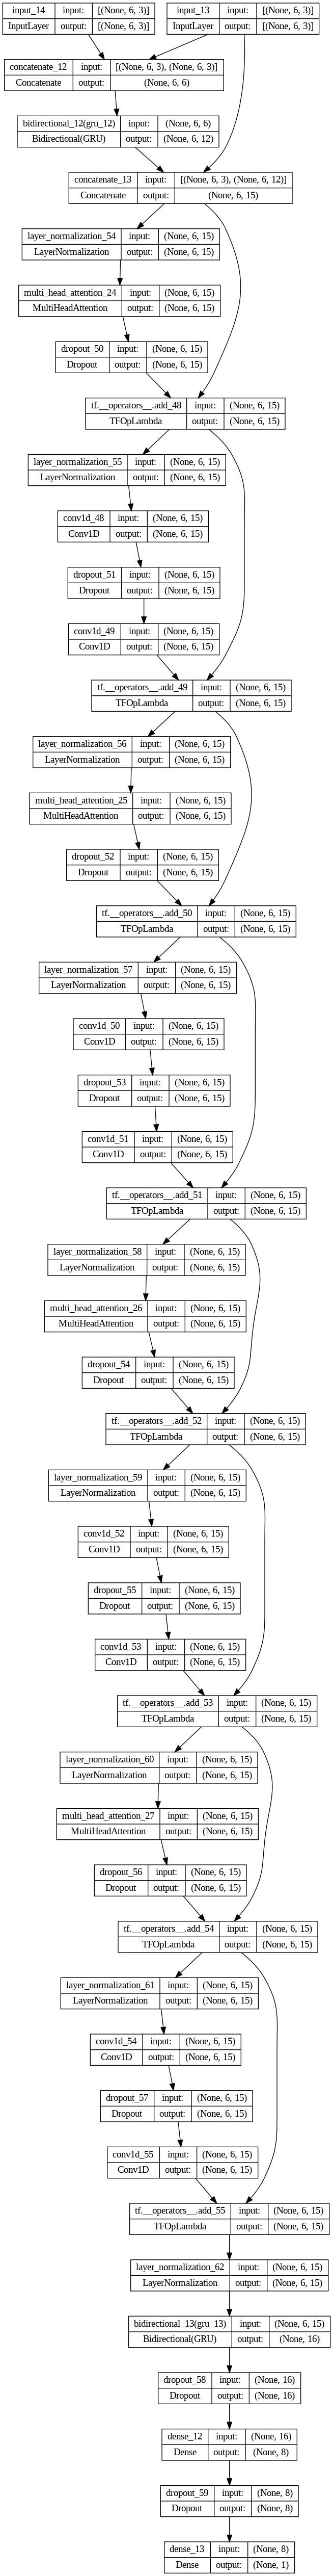 input_14 input: [(None, 6, 3)]
InputLayer output: [(None, 6, 3)]
input_13 input: [(None, 6, 3)]
InputLayer output: [(None, 6, 3)]
concatenate_12 input: [(None, 6, 3), (None, 6, 3)]
Concatenate output: (None, 6, 6)
bidirectional_12(gru_12) input: (None, 6, 6)
Bidirectional(GRU) output: (None, 6, 12)
concatenate_13 input: [(None, 6, 3), (None, 6, 12)]
Concatenate output: (None, 6, 15)
layer_normalization_54 input: (None, 6, 15)
LayerNormalization output: (None, 6, 15)
multi_head_attention_24 input: (None, 6, 15)
MultiHeadAttention output: (None, 6, 15)
dropout_50 input: (None, 6, 15)
Dropout output: (None, 6, 15)
tf.__operators__.add_48 input: (None, 6, 15)
TFOpLambda output: (None, 6, 15)
layer_normalization_55 input: (None, 6, 15)
LayerNormalization output: (None, 6, 15)
conv1d_48 input: (None, 6, 15)
Conv1D output: (None, 6, 15)
dropout_51 input: (None, 6, 15)
Dropout output: (None, 6, 15)
conv1d_49 input: (None, 6, 15)
Conv1D output: (None, 6, 15)
tf.__operators__.add_49 input: (None, 6, 15)
TFOpLambda output: (None, 6, 15)
layer_normalization_56 input: (None, 6, 15)
LayerNormalization output: (None, 6, 15)
multi_head_attention_25 input: (None, 6, 15)
MultiHeadAttention output: (None, 6, 15)
dropout_52 input: (None, 6, 15)
Dropout output: (None, 6, 15)
tf.__operators__.add_50 input: (None, 6, 15)
TFOpLambda output: (None, 6, 15)
layer_normalization_57 input: (None, 6, 15)
LayerNormalization output: (None, 6, 15)
conv1d_50 input: (None, 6, 15)
Conv1D output: (None, 6, 15)
dropout_53 input: (None, 6, 15)
Dropout output: (None, 6, 15)
conv1d_51 input: (None, 6, 15)
Conv1D output: (None, 6, 15)
tf.__operators__.add_51 input: (None, 6, 15)
TFOpLambda output: (None, 6, 15)
layer_normalization_58 input: (None, 6, 15)
LayerNormalization output: (None, 6, 15)
multi_head_attention_26 input: (None, 6, 15)
MultiHeadAttention output: (None, 6, 15)
dropout_54 input: (None, 6, 15)
Dropout output: (None, 6, 15)
tf.__operators__.add_52 input: (None, 6, 15)
TFOpLambda output: (None, 6, 15)
layer_normalization_59 input: (None, 6, 15)
LayerNormalization output: (None, 6, 15)
conv1d_52 input: (None, 6, 15)
Conv1D output: (None, 6, 15)
dropout_55 input: (None, 6, 15)
Dropout output: (None, 6, 15)
conv1d_53 input: (None, 6, 15)
Conv1D output: (None, 6, 15)
tf.__operators__.add_53 input: (None, 6, 15)
TFOpLambda output: (None, 6, 15)
layer_normalization_60 input: (None, 6, 15)
LayerNormalization output: (None, 6, 15)
multi_head_attention_27 input: (None, 6, 15)
MultiHeadAttention output: (None, 6, 15)
dropout_56 input: (None, 6, 15)
Dropout output: (None, 6, 15)
tf.__operators__.add_54 input: (None, 6, 15)
TFOpLambda output: (None, 6, 15)
layer_normalization_61 input: (None, 6, 15)
LayerNormalization output: (None, 6, 15)
conv1d_54 input: (None, 6, 15)
Conv1D output: (None, 6, 15)
dropout_57 input: (None, 6, 15)
Dropout output: (None, 6, 15)
conv1d_55 input: (None, 6, 15)
Conv1D output: (None, 6, 15)
tf.__operators__.add_55 input: (None, 6, 15)
TFOpLambda output: (None, 6, 15)
layer_normalization_62 input: (None, 6, 15)
LayerNormalization output: (None, 6, 15)
bidirectional_13(gru_13) input: (None, 6, 15)
Bidirectional(GRU) output: (None, 16)
dropout_58 input: (None, 16)
Dropout output: (None, 16)
dense_12 input: (None, 16)
Dense output: (None, 8)
dropout_59 input: (None, 8)
Dropout output: (None, 8)
dense_13 input: (None, 8)
Dense output: (None, 1)